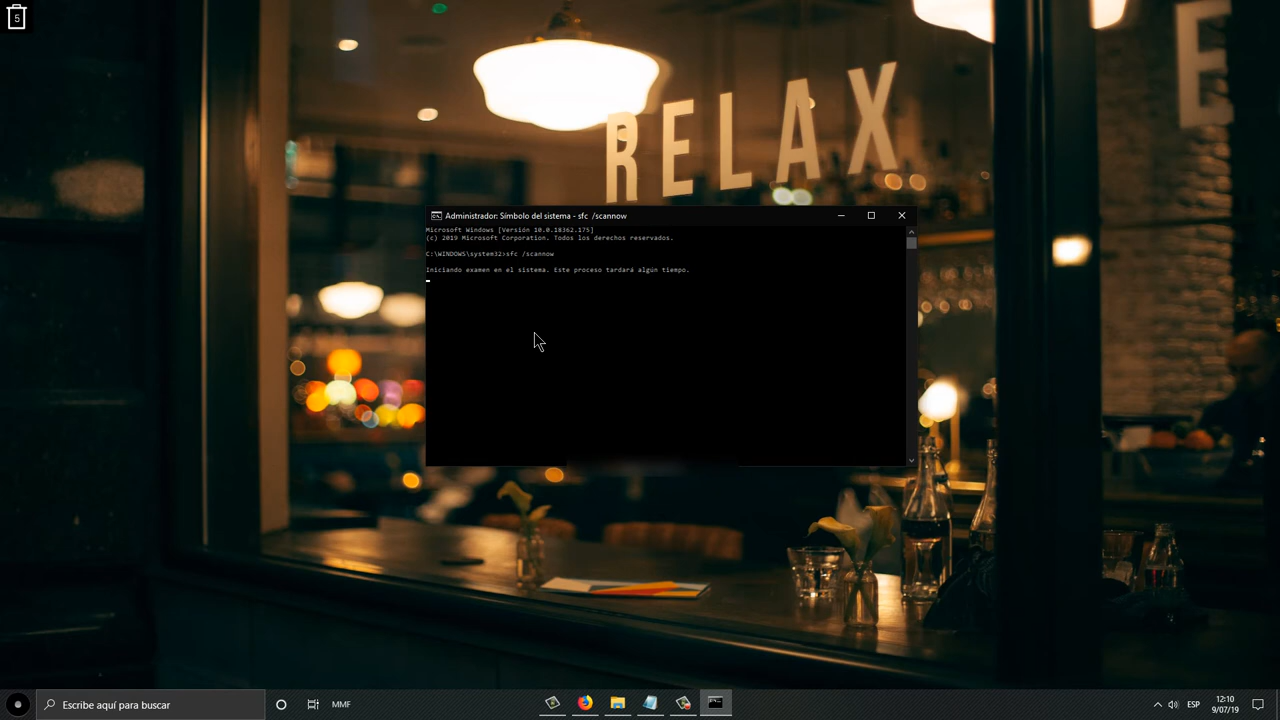 5
RELAX
E
Administrador: Símbolo del sistema - sfc /scannow
Microsoft Windows [Versión 10.0.18362.175]
(c) 2019 Microsoft Corporation. Todos los derechos reservados.
C:\WINDOWS\system32>sfc /scannow
Iniciando examen en el sistema. Este proceso tardará algún tiempo.
Escribe aquí para buscar
MMF
ESP
12:10
9/07/19